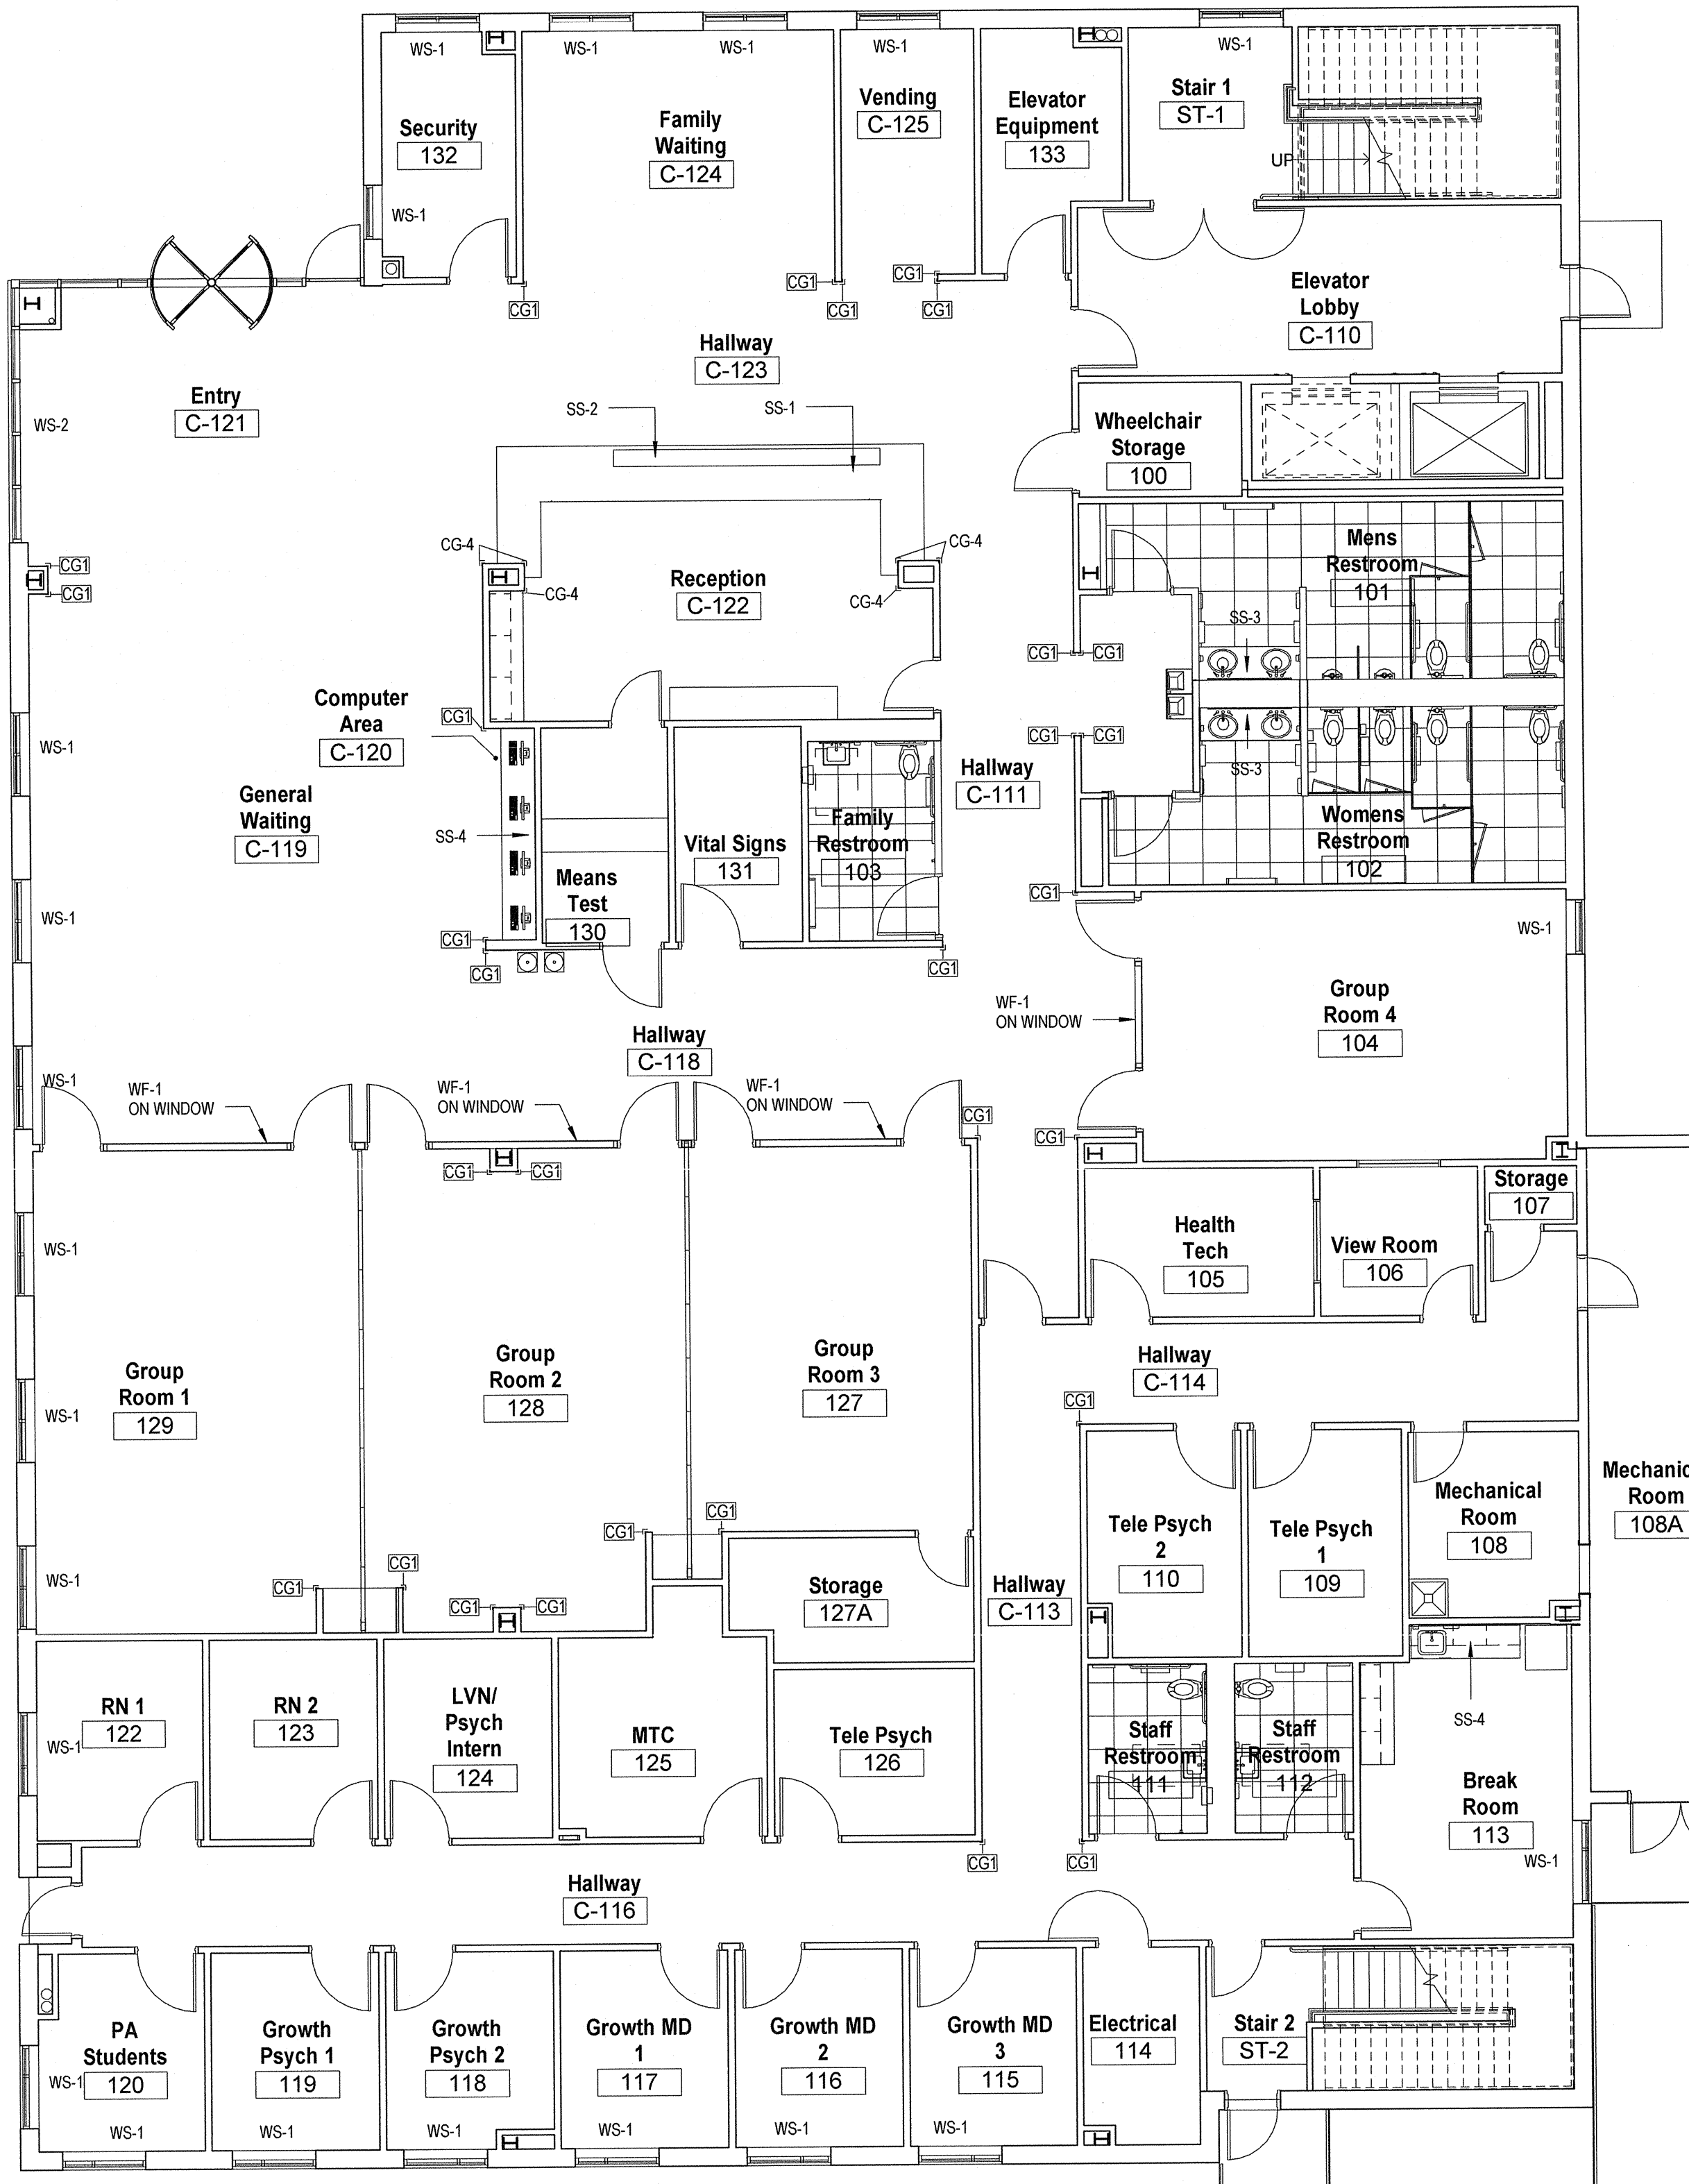 WS-1
WS-1
WS-1
WS-1
WS-1
Security
132
WS-1
Family
Waiting
C-124
Vending
C-125
Elevator
Equipment
133
Stair 1
ST-1
UP
CG1
CG1
CG1
CG1
CG1
Elevator
Lobby
C-110
Hallway
C-123
Entry
C-121
WS-2
SS-2
SS-1
Wheelchair
Storage
100
CG-4
CG-4
CG-4
CG-4
Reception
C-122
CG1
CG1
Mens
Restroom
101
SS-3
CG1
CG1
Computer
Area
C-120
CG1
WS-1
CG1
CG1
SS-3
Hallway
C-111
General
Waiting
C-119
SS-4
Vital Signs
131
Family
Restroom
103
Womens
Restroom
102
Means
Test
130
CG1
WS-1
CG1
CG1
CG1
WS-1
Group
Room 4
104
WF-1
ON WINDOW
Hallway
C-118
WS-1
WF-1
ON WINDOW
WF-1
ON WINDOW
WF-1
ON WINDOW
CG1
CG1
CG1
CG1
Storage
107
WS-1
Health
Tech
105
View Room
106
Hallway
C-114
Group
Room 1
129
Group
Room 2
128
Group
Room 3
127
CG1
WS-1
Tele Psych
2
110
Tele Psych
1
109
Mechanical
Room
108
Room
108A
CG1
CG1
WS-1
CG1
CG1
CG1
CG1
Storage
127A
Hallway
C-113
RN 1
122
WS-1
RN 2
123
LVN/
Psych
Intern
124
MTC
125
Tele Psych
126
Staff
Restroom
111
Staff
Restroom
112
SS-4
Break
Room
113
WS-1
CG1
CG1
Hallway
C-116
PA
Students
120
WS-1
WS-1
Growth
Psych 1
119
WS-1
Growth
Psych 2
118
WS-1
Growth MD
1
117
WS-1
Growth MD
2
116
WS-1
Growth MD
3
115
WS-1
Electrical
114
Stair 2
ST-2